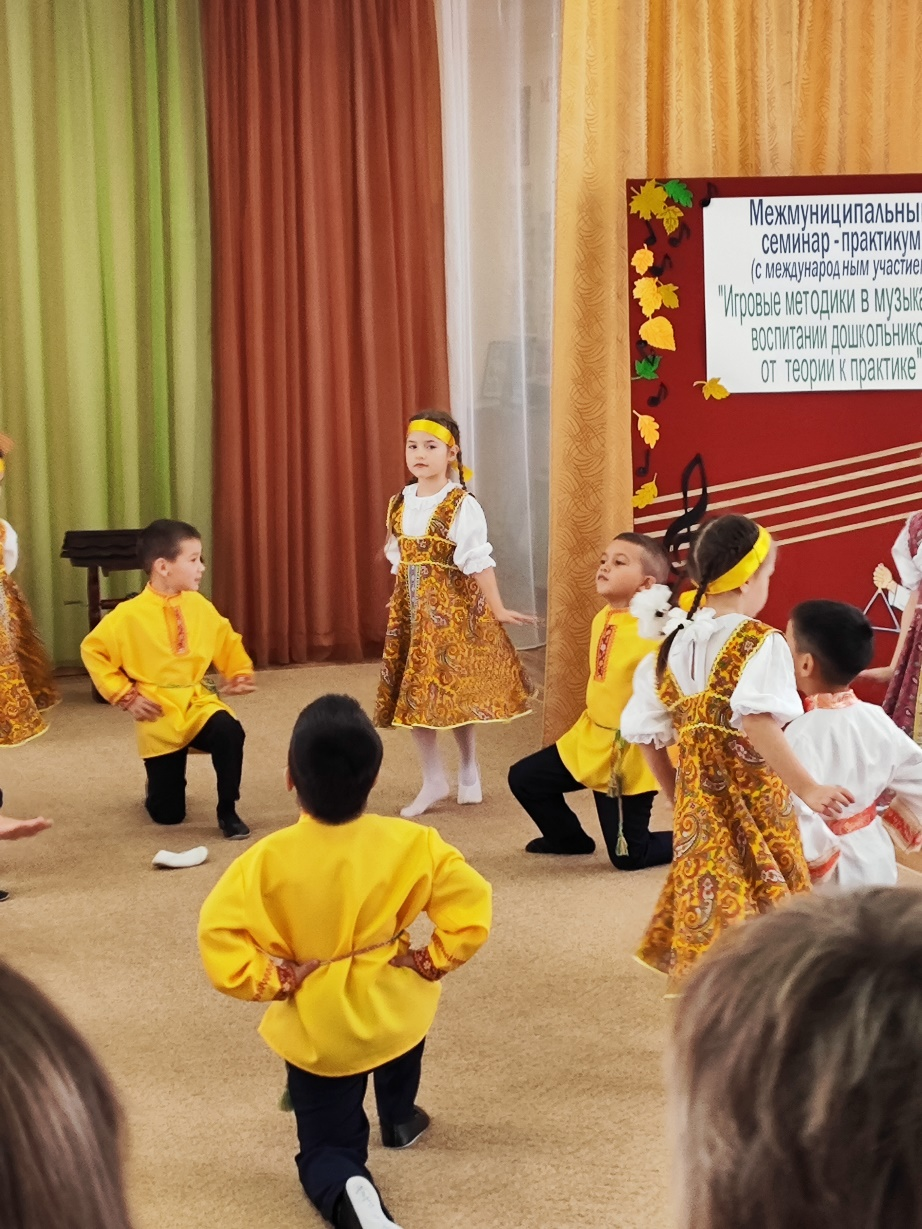 Межмуниципальны
семинар - практикум
(с международным участие
"Игровые методики в музыка
воспитании дошкольнико
от теории к практике"